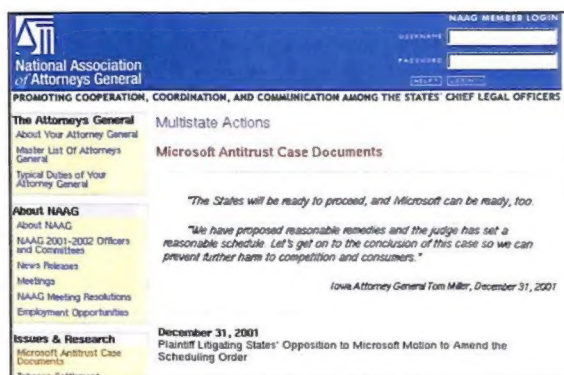 NAAG MEMBER LOGIN
USERNAME
PASSWORD
National Association
of Attorneys General
PROMOTING COOPERATION, COORDINATION, AND COMMUNICATION AMONG THE STATES' CHIEF LEGAL OFFICERS
The Attorneys General
About Your Attorney General
Master List Of Attorneys
General
Typical Duties of Your
Attorney General
About NAAG
About NAAG
NAAG 2001-2002 Officers
and Committees
News Releases
Meetings
NAAG Meeting Resolutions
Employment Opportunities
Issues & Research
Microsoft Antitrust Case
Documents
Multistate Actions
Microsoft Antitrust Case Documents
"The States will be ready to proceed, and Microsoft can be ready, too.
"We have proposed reasonable remedies and the judge has set a
reasonable schedule. Let's get on to the conclusion of this case so we can
prevent further harm to competition and consumers."
Iowa Attorney General Tom Miller, December 31, 2001
December 31, 2001
Plaintiff Litigating States' Opposition to Microsoft Motion to Amend the
Scheduling Order